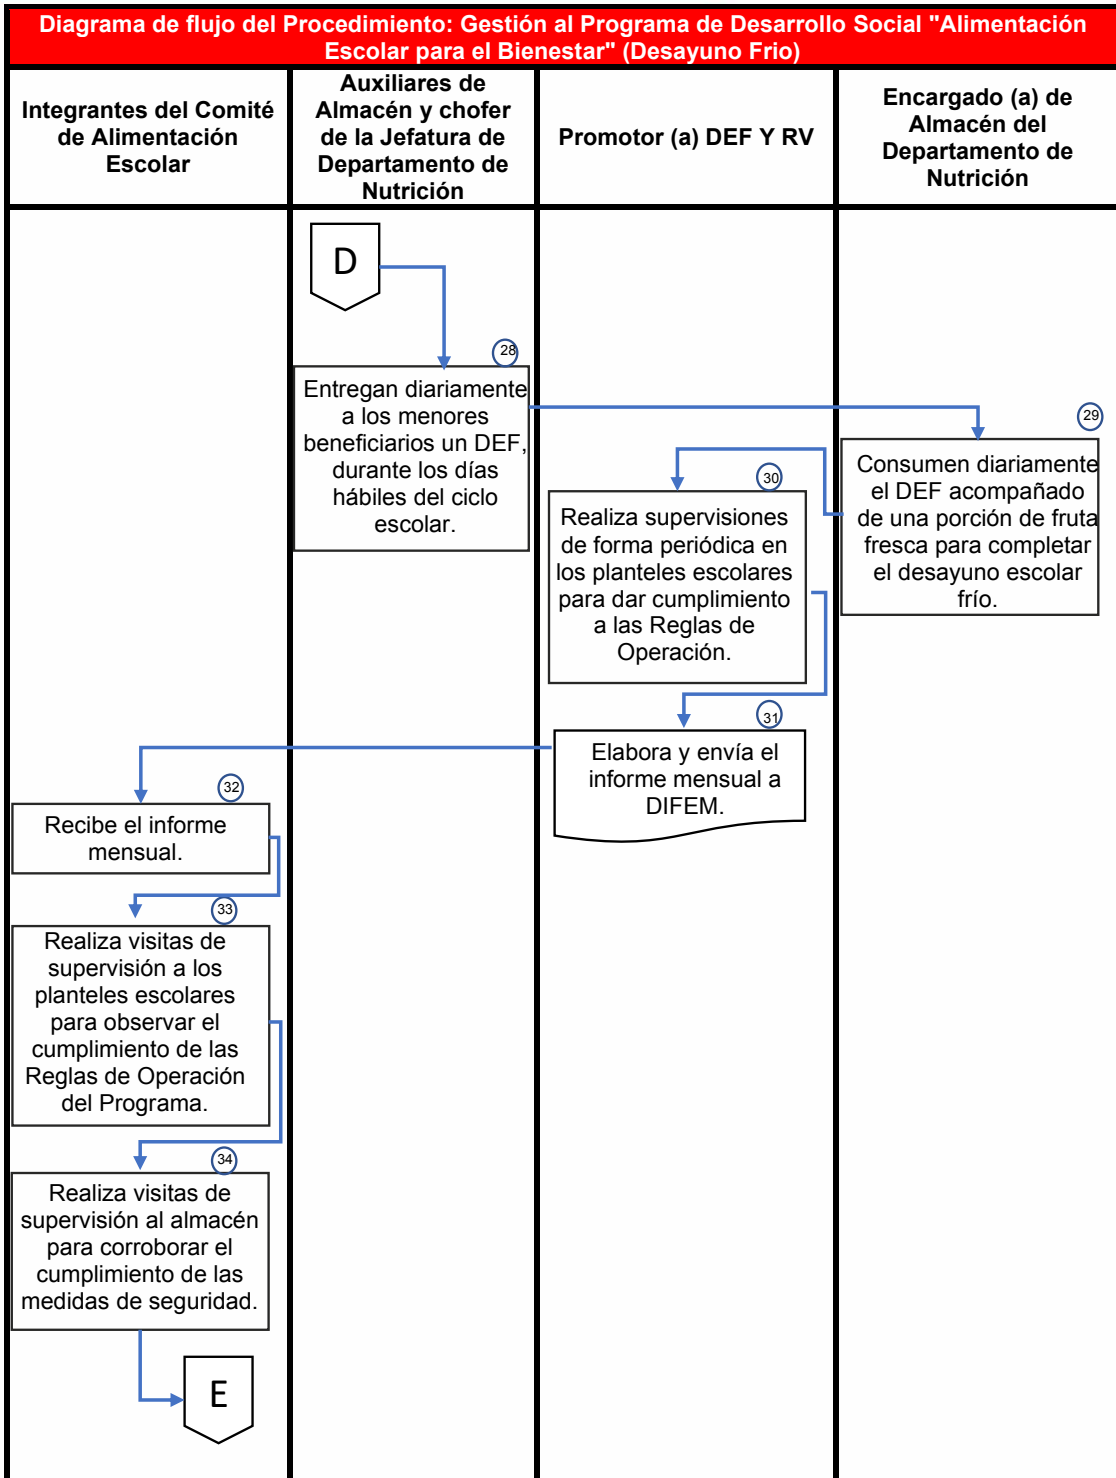 Diagrama de flujo del Procedimiento: Gestión al Programa de Desarrollo Social "Alimentación
Escolar para el Bienestar" (Desayuno Frio)
Integrantes del Comité
de Alimentación
Escolar
Auxiliares de
Almacén y chofer
de la Jefatura de
Departamento de
Nutrición
Promotor (a) DEF Y RV
Encargado (a) de
Almacén del
Departamento de
Nutrición
D
28
Entregan diariamente
a los menores
beneficiarios un DEF,
durante los días
hábiles del ciclo
escolar.
29
Consumen diariamente
el DEF acompañado
de una porción de fruta
fresca para completar
el desayuno escolar
frío.
30
Realiza supervisiones
de forma periódica en
los planteles escolares
para dar cumplimiento
a las Reglas de
Operación.
31
Elabora y envía el
informe mensual a
DIFEM.
32
Recibe el informe
mensual.
33
Realiza visitas de
supervisión a los
planteles escolares
para observar el
cumplimiento de las
Reglas de Operación
del Programa.
34
Realiza visitas de
supervisión al almacén
para corroborar el
cumplimiento de las
medidas de seguridad.
E